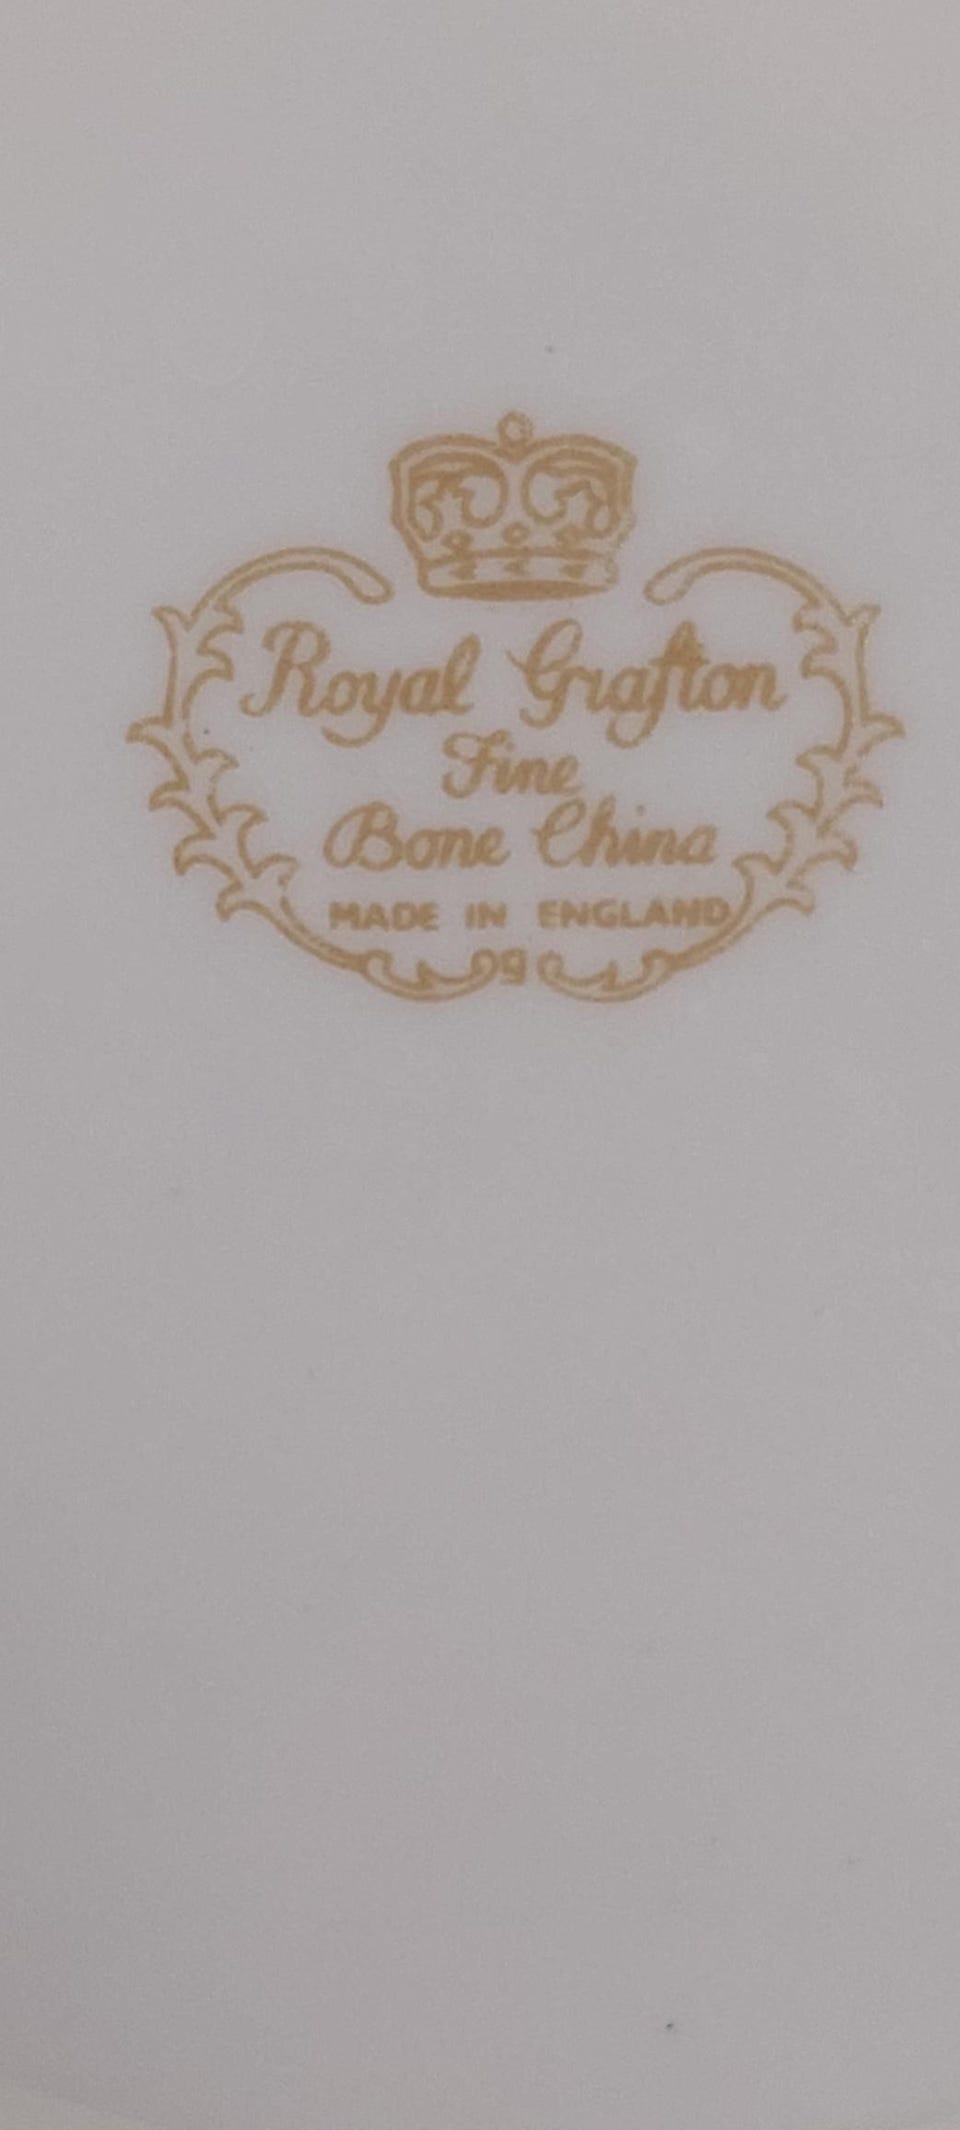 Royal Grafton
Fine
Bone China
MADE IN ENGLAND